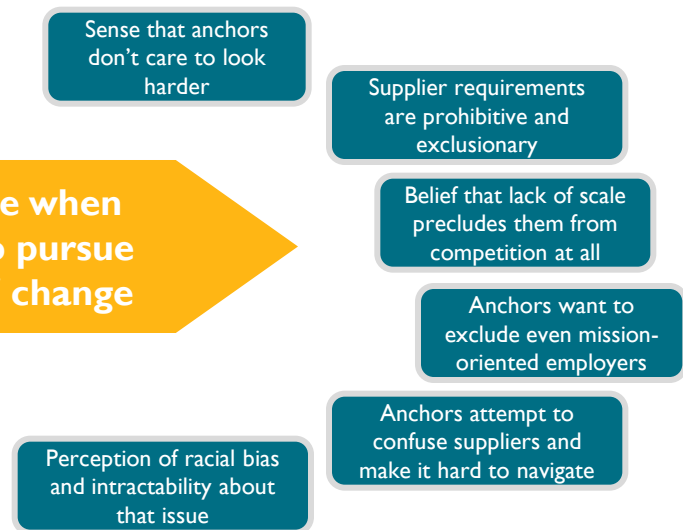 Sense that anchors
don't care to look
harder
Supplier requirements
are prohibitive and
exclusionary
e when
pursue
change
Belief that lack of scale
precludes them from
competition at all
Anchors want to
exclude even mission-
oriented employers
Anchors attempt to
confuse suppliers and
make it hard to navigate
Perception of racial bias
and intractability about
that issue